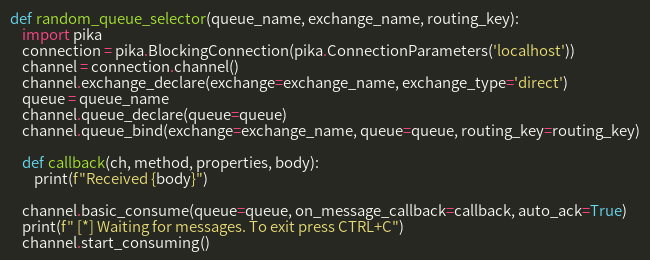 def random_queue_selector(queue_name, exchange_name, routing_key):
import pika
connection = pika.BlockingConnection(pika.ConnectionParameters('localhost'))
channel = connection.channel()
channel.exchange_declare(exchange=exchange_name, exchange_type='direct')
queue = queue_name
channel.queue_declare(queue=queue)
channel.queue_bind(exchange=exchange_name, queue=queue, routing_key=routing_key)
def callback(ch, method, properties, body):
print(f"Received {body}")
channel.basic_consume(queue=queue, on_message_callback=callback, auto_ack=True)
print(f" [*] Waiting for messages. To exit press CTRL+C")
channel.start_consuming()